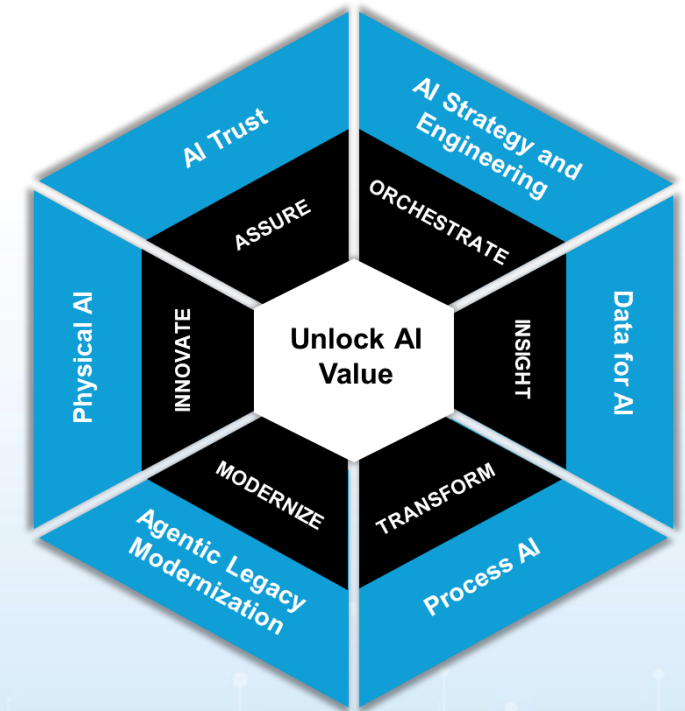 AI Trust
ASSURE
AI Strategy and
Engineering
ORCHESTRATE
Data for AI
INSIGHT
Process AI
TRANSFORM
Agentic Legacy
Modernization
MODERNIZE
Physical AI
INNOVATE
Unlock AI
Value